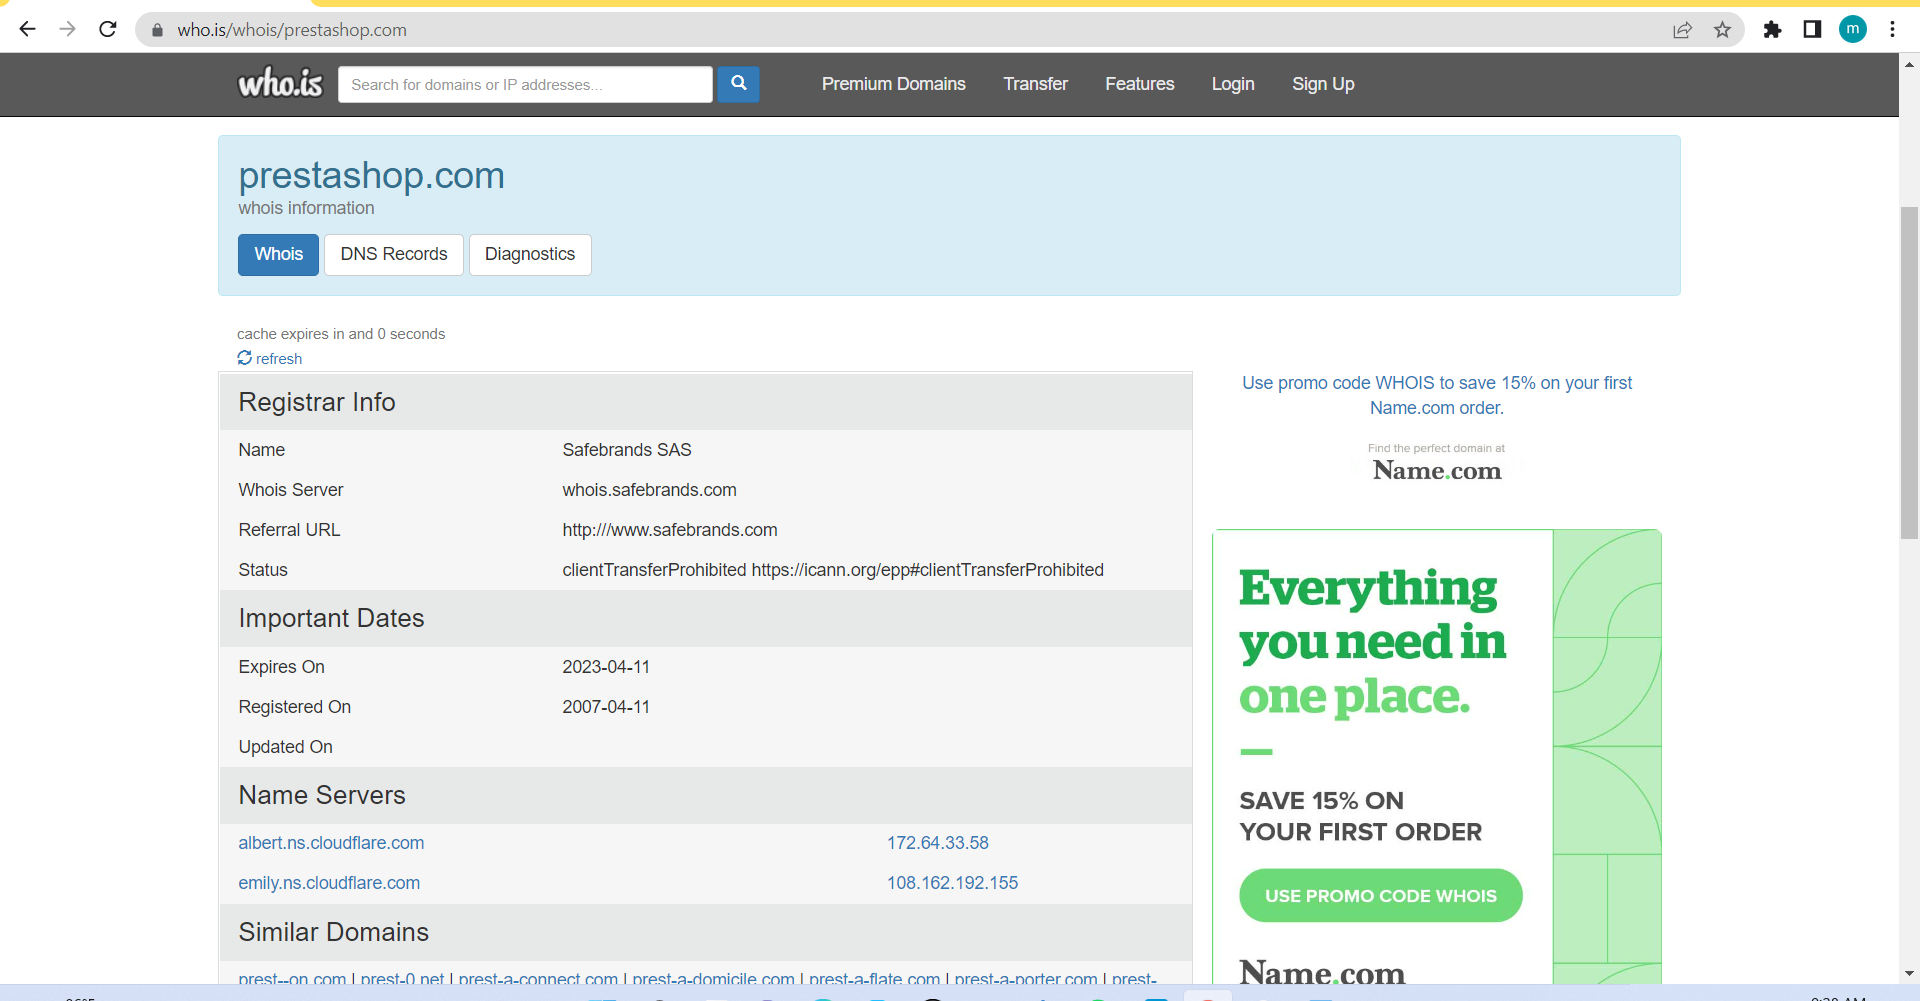 who.is/whois/prestashop.com
m
who.is
Search for domains or IP addresses...
Premium Domains
Transfer
Features
Login
Sign Up
prestashop.com
whois information
Whois
DNS Records
Diagnostics
cache expires in and 0 seconds
refresh
Registrar Info
Name Safebrands SAS
Whois Server whois.safebrands.com
Referral URL http:///www.safebrands.com
Status clientTransferProhibited https://icann.org/epp#clientTransferProhibited
Important Dates
Expires On 2023-04-11
Registered On 2007-04-11
Updated On
Name Servers
albert.ns.cloudflare.com 172.64.33.58
emily.ns.cloudflare.com 108.162.192.155
Similar Domains
prest--on.com | prest-0.net | prest-a-connect.com | prest-a-domicile.com | prest-a-flate.com | prest-a-porter.com | prest-
Use promo code WHOIS to save 15% on your first
Name.com order.
Find the perfect domain at
Name.com
Everything
you need in
one place.
SAVE 15% ON
YOUR FIRST ORDER
USE PROMO CODE WHOIS
Name.com